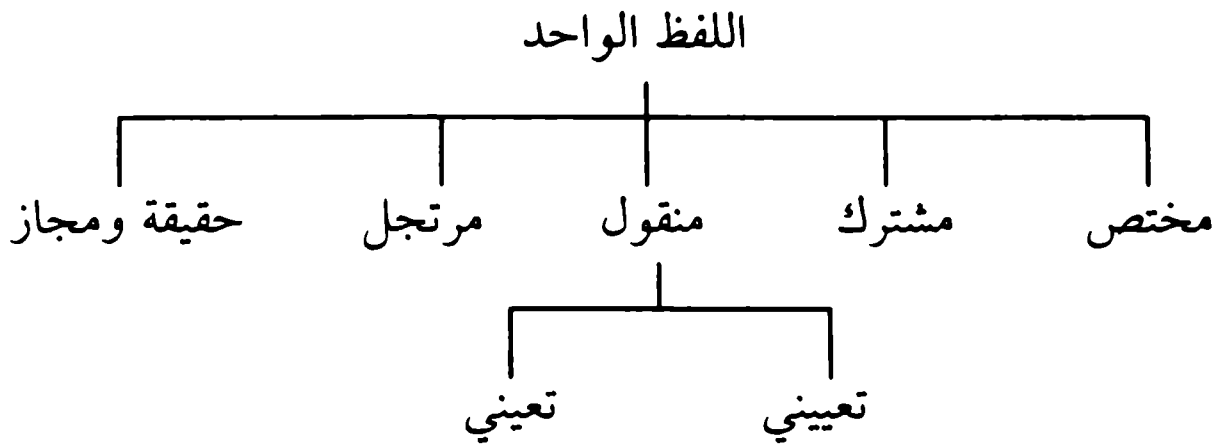 اللفظ الواحد
مختص مشترك منقول مرتجل حقيقة ومجاز
تعييني تعيني